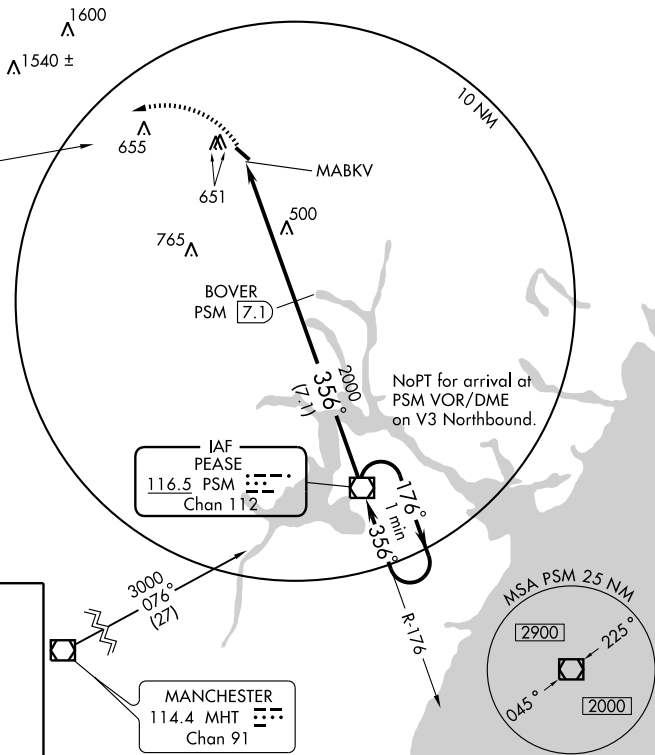 1600
1540 ±
10 NM
655
651
MABKV
500
765
BOVER
PSM 7.1
2000
356°
(7.1)
NoPT for arrival at
PSM VOR/DME
on V3 Northbound.
IAF
PEASE
116.5 PSM
Chan 112
176°
1 min
356°
R-176
3000
076°
(27)
MANCHESTER
114.4 MHT
Chan 91
MSA PSM 25 NM
2900
225°
045°
2000